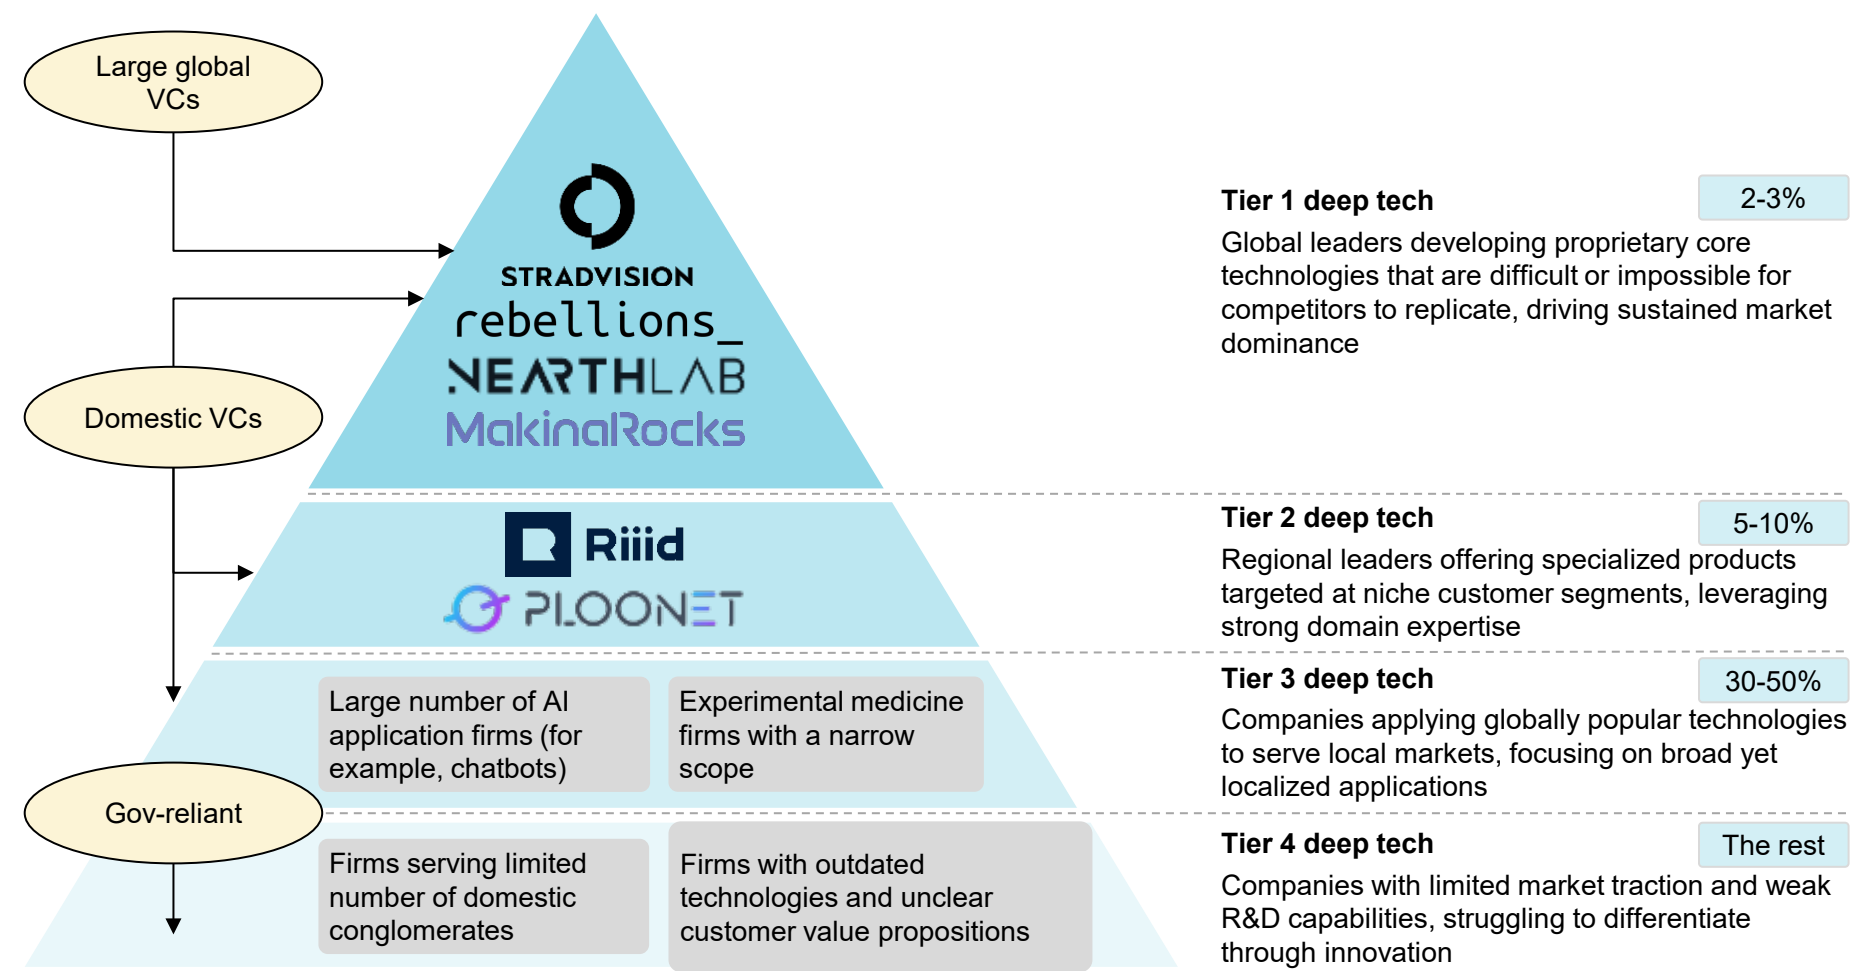 Large global
VCs
Domestic VCs
Gov-reliant
STRADVISION
rebellions_
NEARTHLAB
MakinaRocks
Riiid
PLOONET
Large number of AI
application firms (for
example, chatbots)
Experimental medicine
firms with a narrow
scope
Firms serving limited
number of domestic
conglomerates
Firms with outdated
technologies and unclear
customer value propositions
Tier 1 deep tech
2-3%
Global leaders developing proprietary core
technologies that are difficult or impossible for
competitors to replicate, driving sustained market
dominance
Tier 2 deep tech
5-10%
Regional leaders offering specialized products
targeted at niche customer segments, leveraging
strong domain expertise
Tier 3 deep tech
30-50%
Companies applying globally popular technologies
to serve local markets, focusing on broad yet
localized applications
Tier 4 deep tech
The rest
Companies with limited market traction and weak
R&D capabilities, struggling to differentiate
through innovation